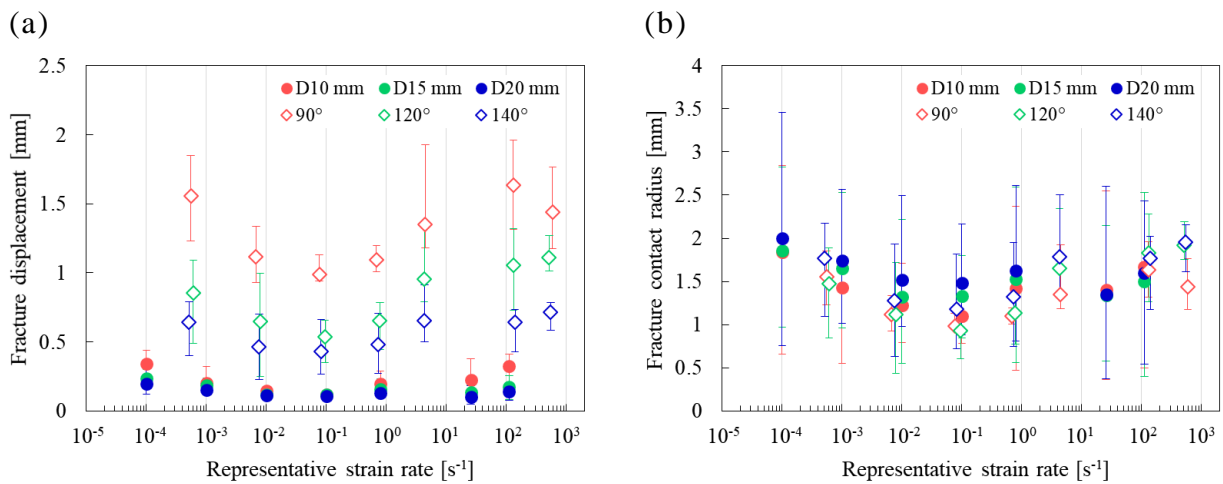 (a)
2.5
2
1.5
1
0.5
0
Fracture displacement [mm]
D10 mm D15 mm D20 mm
90° 120° 140°
10-5 10-4 10-3 10-2 10-1 100 101 102 103
Representative strain rate [s-1]
(b)
4
3.5
3
2.5
2
1.5
1
0.5
0
Fracture contact radius [mm]
D10 mm D15 mm D20 mm
90° 120° 140°
10-5 10-4 10-3 10-2 10-1 100 101 102 103
Representative strain rate [s-1]